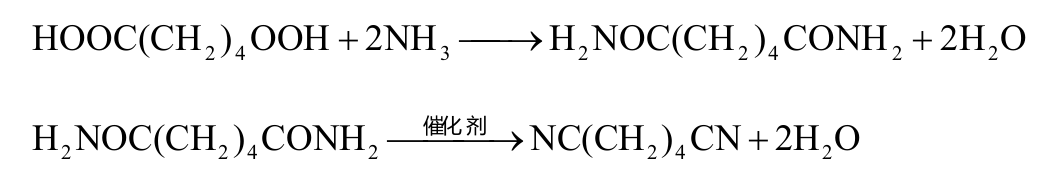 HOOC(CH₂)₄OOH + 2NH₃ ⟶ H₂NOC(CH₂)₄CONH₂ + 2H₂O
H₂NOC(CH₂)₄CONH₂ —催化剂→ NC(CH₂)₄CN + 2H₂O